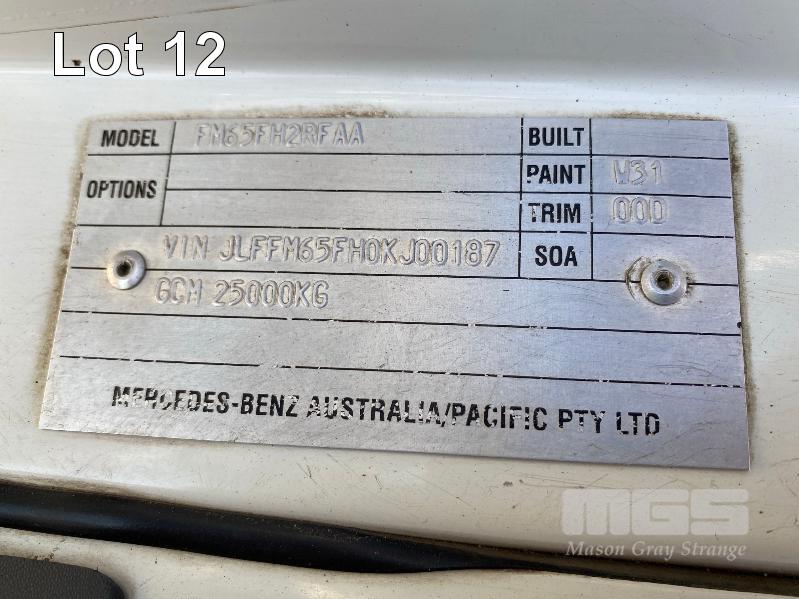 Lot 12
MODEL FM65FH2RFAA BUILT
OPTIONS PAINT W31
TRIM 000
VIN JLFFM65FH0KJ00187 SOA
GCM 25000KG
MERCEDES-BENZ AUSTRALIA/PACIFIC PTY LTD
MGS
Mason Gray Strange